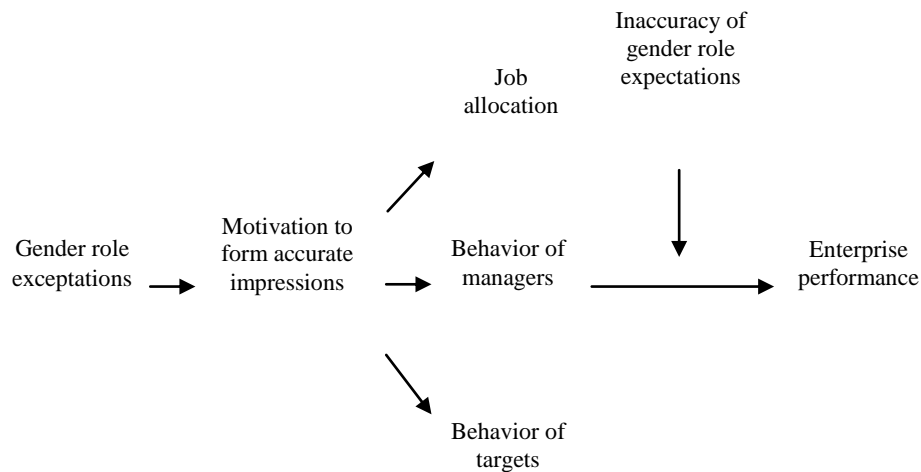 Inaccuracy of
gender role
expectations
Job
allocation
Gender role
exceptations
Motivation to
form accurate
impressions
Behavior of
managers
Enterprise
performance
Behavior of
targets